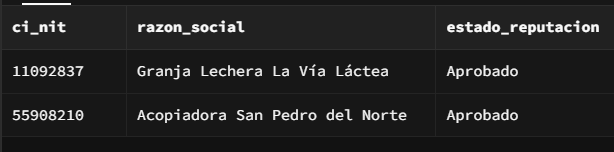 ci_nit razon_social estado_reputacion
11092837 Granja Lechera La Vía Láctea Aprobado
55908210 Acopiadora San Pedro del Norte Aprobado